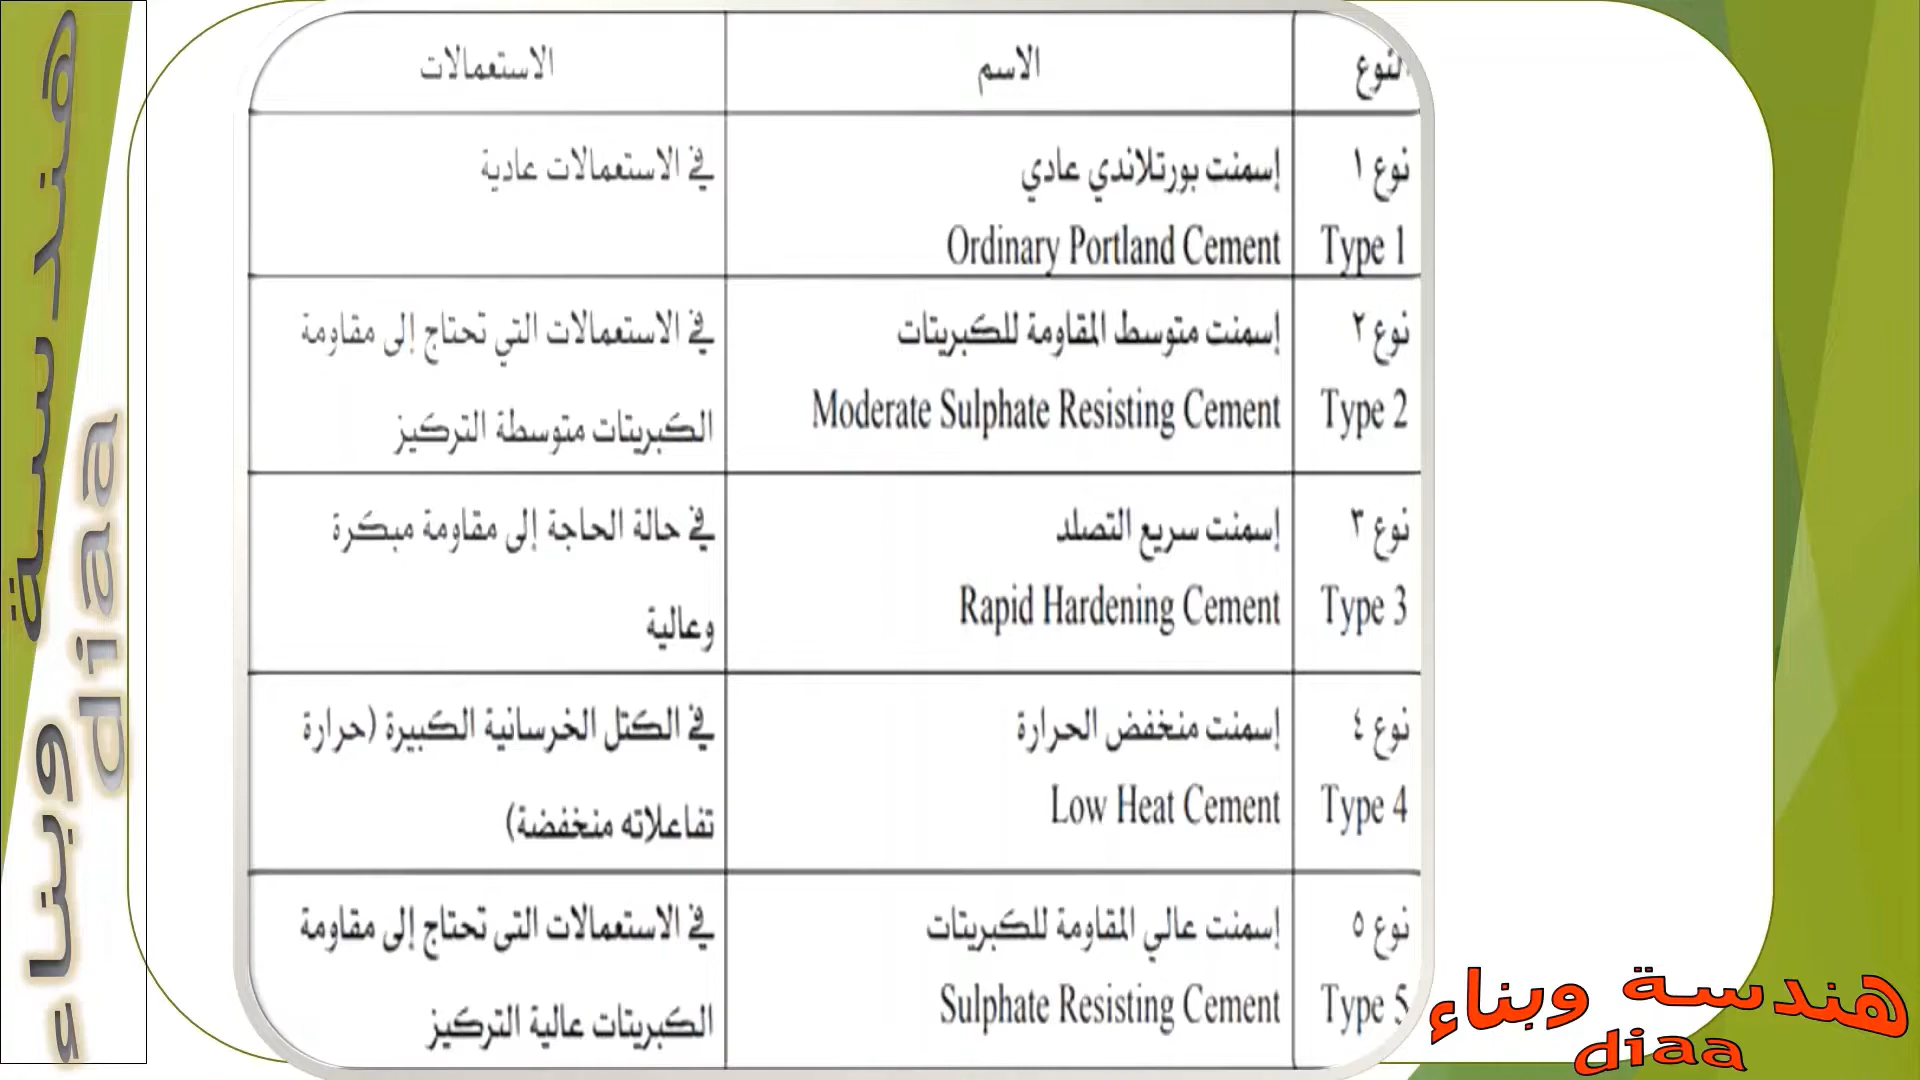 النوع الاسم الاستعمالات
نوع ١ إسمنت بورتلاندي عادي في الاستعمالات عادية
Type 1 Ordinary Portland Cement
نوع ٢ إسمنت متوسط المقاومة للكبريتات في الاستعمالات التي تحتاج إلى مقاومة
Type 2 Moderate Sulphate Resisting Cement الكبريتات متوسطة التركيز
نوع ٣ إسمنت سريع التصلد في حالة الحاجة إلى مقاومة مبكرة
Type 3 Rapid Hardening Cement وعالية
نوع ٤ إسمنت منخفض الحرارة في الكتل الخرسانية الكبيرة (حرارة
Type 4 Low Heat Cement تفاعلاته منخفضة)
نوع ٥ إسمنت عالي المقاومة للكبريتات في الاستعمالات التى تحتاج إلى مقاومة
Type 5 Sulphate Resisting Cement الكبريتات عالية التركيز
هندسة وبناء
diaa
هندسة وبناء
diaa